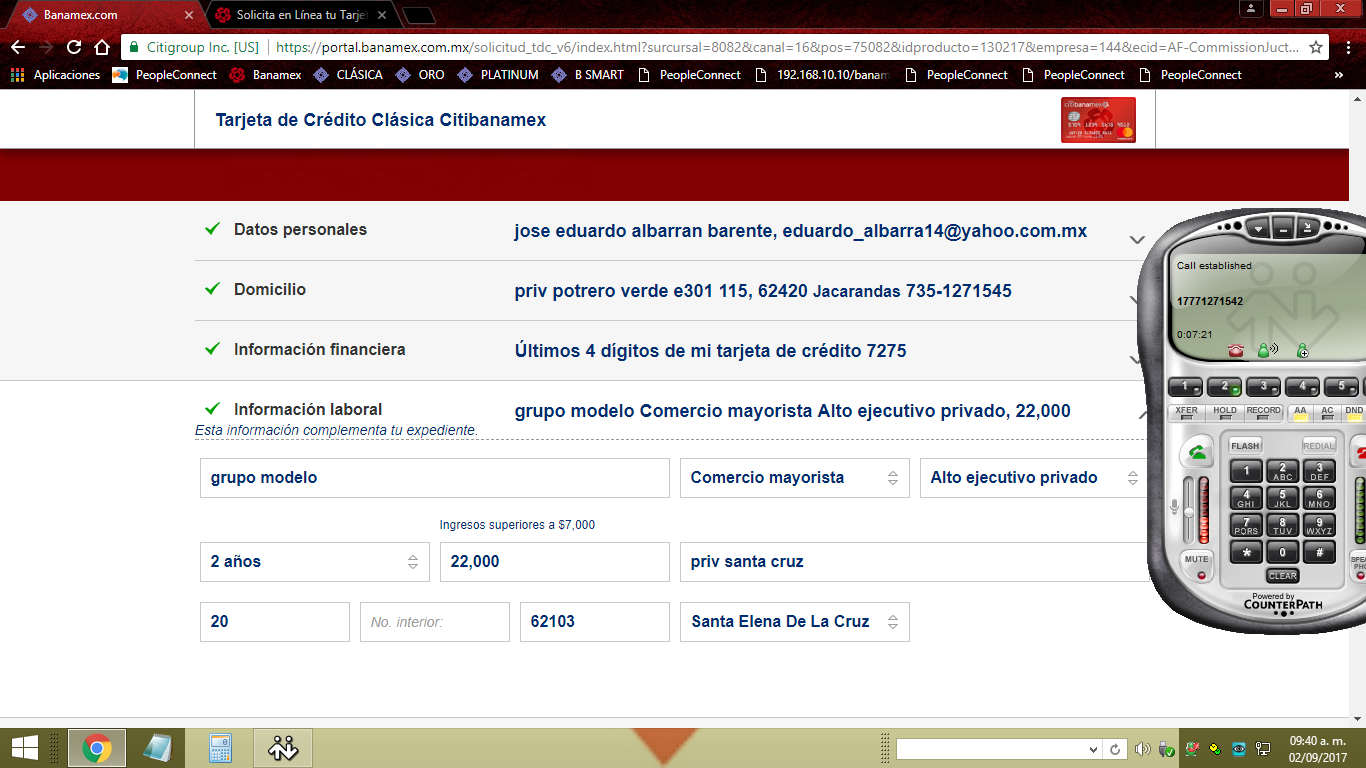 Banamex.com
Solicita en Línea tu Tarjet
Citigroup Inc. [US] https://portal.banamex.com.mx/solicitud_tdc_v6/index.html?surcursal=8082&canal=16&pos=75082&idproducto=130217&empresa=144&ecid=AF-CommissionJuct...
Aplicaciones PeopleConnect Banamex CLÁSICA ORO PLATINUM B SMART PeopleConnect 192.168.10.10/banam PeopleConnect PeopleConnect PeopleConnect »
Tarjeta de Crédito Clásica Citibanamex
citibanamex
Datos personales jose eduardo albarran barente, eduardo_albarra14@yahoo.com.mx
Domicilio priv potrero verde e301 115, 62420 Jacarandas 735-1271545
Información financiera Últimos 4 dígitos de mi tarjeta de crédito 7275
Información laboral grupo modelo Comercio mayorista Alto ejecutivo privado, 22,000
Esta información complementa tu expediente.
grupo modelo Comercio mayorista Alto ejecutivo privado
Ingresos superiores a $7,000
2 años 22,000 priv santa cruz
20 No. interior: 62103 Santa Elena De La Cruz
Call established
17771271542
0:07:21
1 2 3 4 5
XFER HOLD RECORD AA AC DND
FLASH REDIAL
1 2 ABC 3 DEF
4 GHI 5 JKL 6 MNO
7 PQRS 8 TUV 9 WXYZ
* 0 #
MUTE CLEAR SPEA
PHO
Powered by
COUNTERPATH
09:40 a. m.
02/09/2017